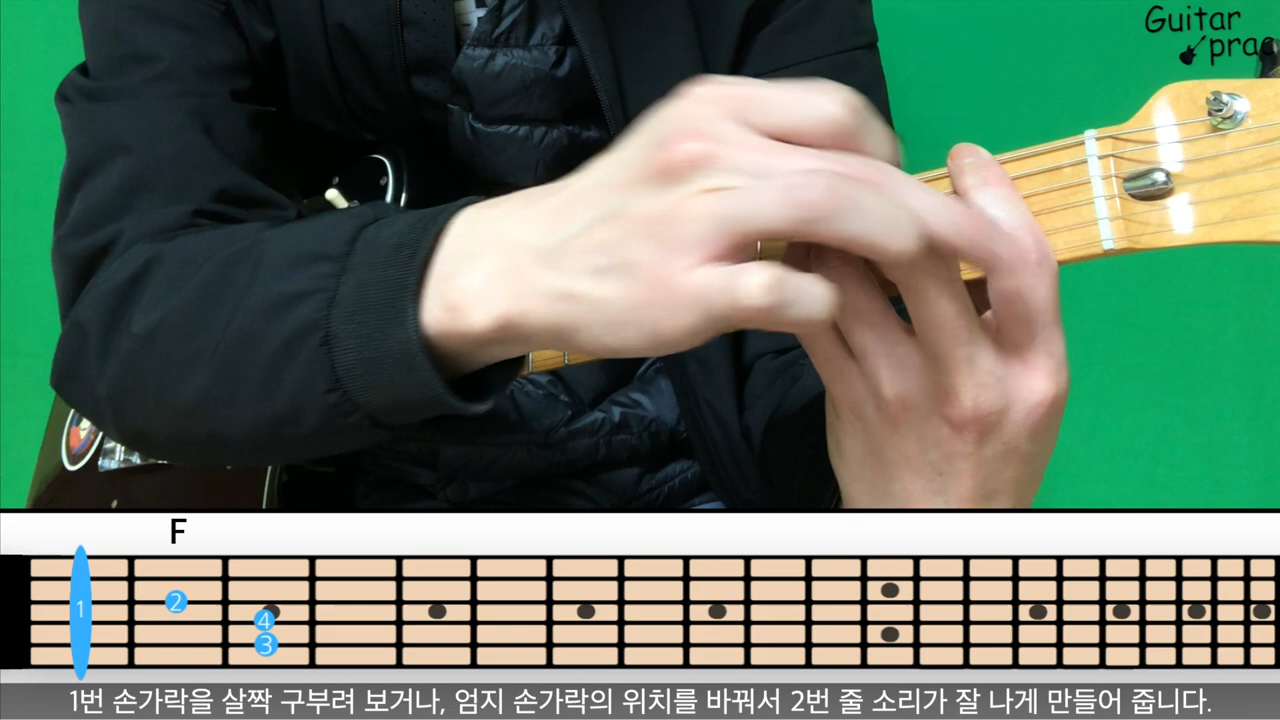 Guitar
prac
F
1
2
4
3
1번 손가락을 살짝 구부려 보거나, 엄지 손가락의 위치를 바꿔서 2번 줄 소리가 잘 나게 만들어 줍니다.